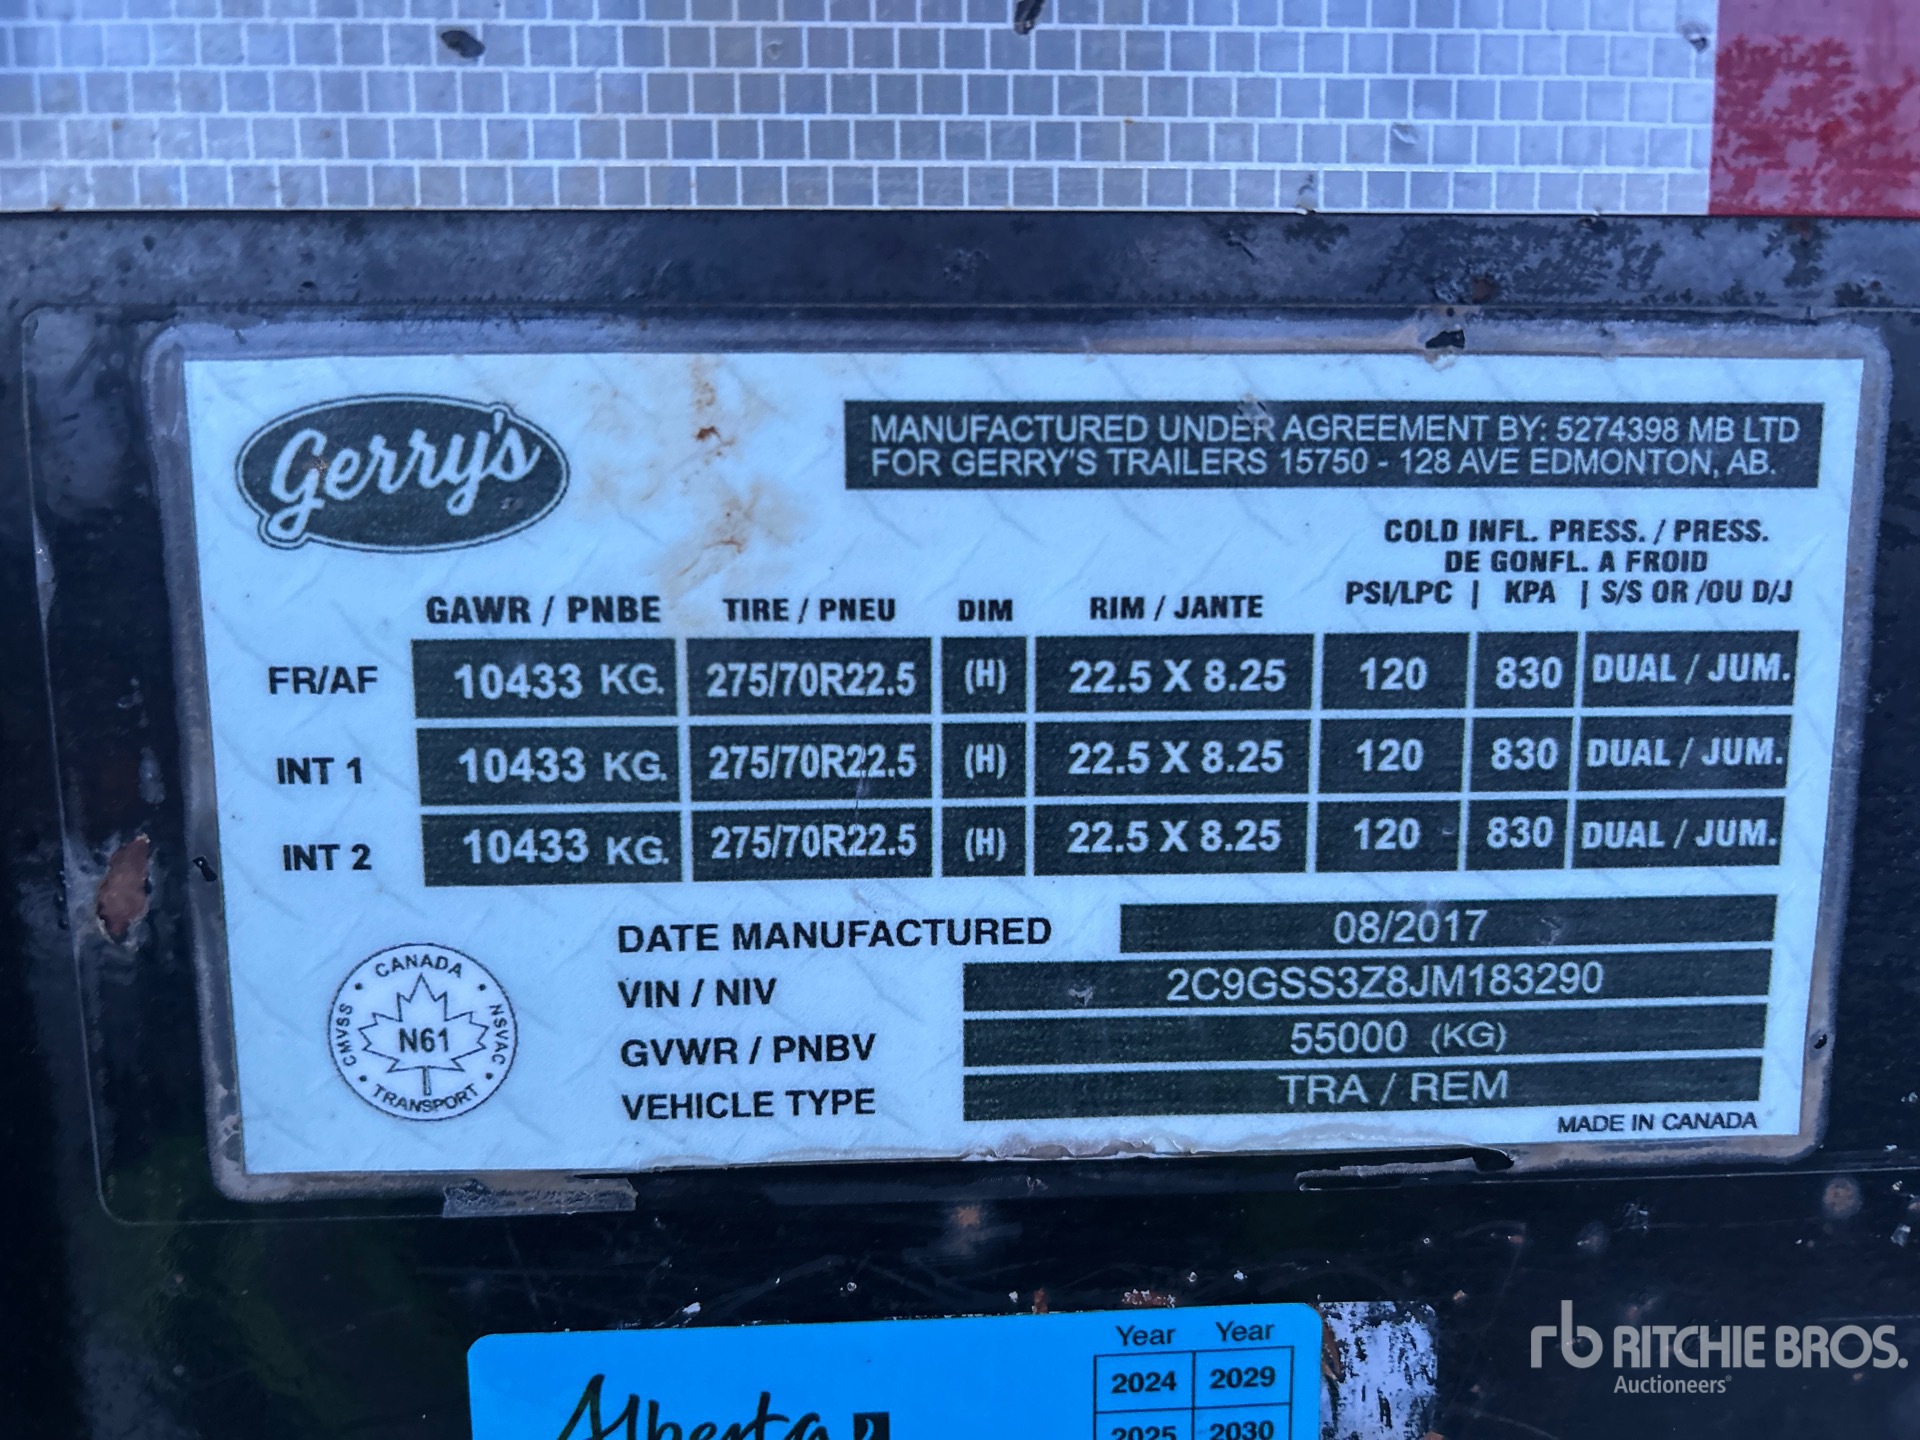 Gerry's
MANUFACTURED UNDER AGREEMENT BY: 5274398 MB LTD
FOR GERRY'S TRAILERS 15750 - 128 AVE EDMONTON, AB.
COLD INFL. PRESS. / PRESS.
DE GONFL. A FROID
GAWR / PNBE TIRE / PNEU DIM RIM / JANTE PSI/LPC | KPA | S/S OR /OU D/J
FR/AF 10433 KG. 275/70R22.5 (H) 22.5 X 8.25 120 830 DUAL / JUM.
INT 1 10433 KG. 275/70R22.5 (H) 22.5 X 8.25 120 830 DUAL / JUM.
INT 2 10433 KG. 275/70R22.5 (H) 22.5 X 8.25 120 830 DUAL / JUM.
DATE MANUFACTURED 08/2017
VIN / NIV 2C9GSS3Z8JM183290
GVWR / PNBV 55000 (KG)
VEHICLE TYPE TRA / REM
MADE IN CANADA
CANADA
CMVSS
N61
NSVAC
TRANSPORT
Alberta
Year Year
2024 2029
2025 2030
rb RITCHIE BROS.
Auctioneers